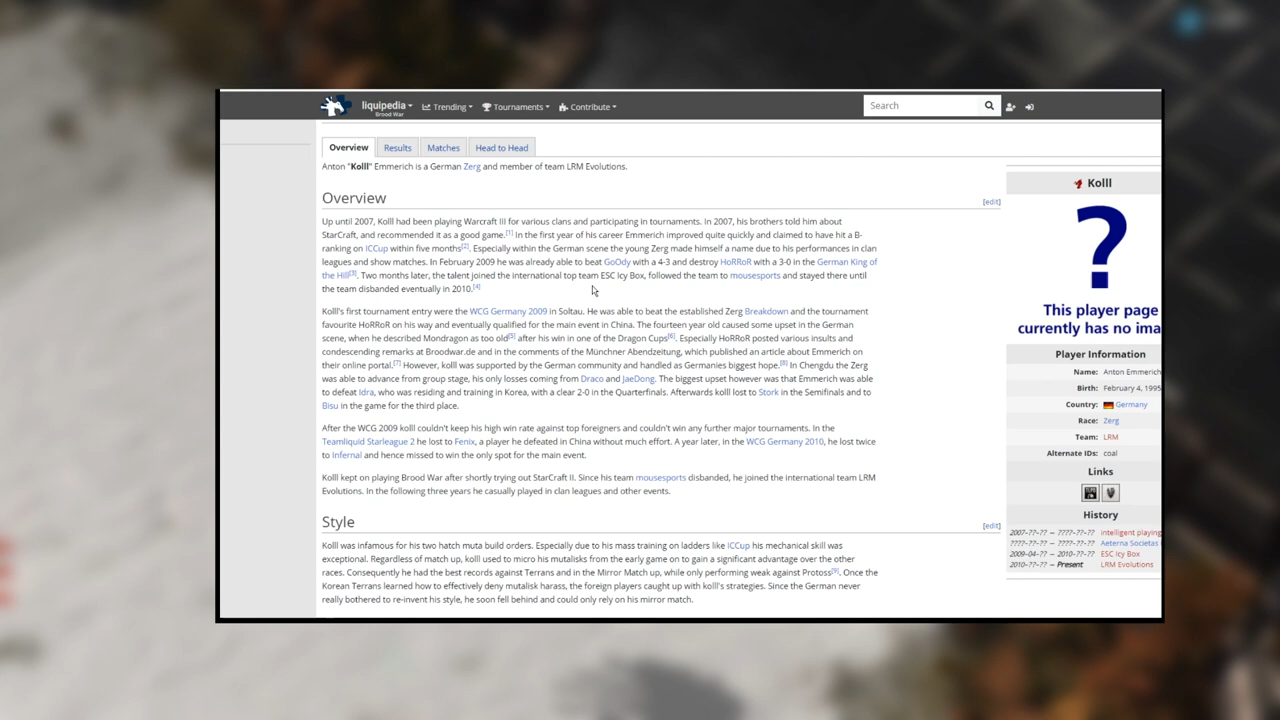 liquipedia
Brood War
Trending
Tournaments
Contribute
Search
Overview
Results
Matches
Head to Head
Anton "Kolll" Emmerich is a German Zerg and member of team LRM Evolutions.
Overview
[edit]
Up until 2007, Kolll had been playing Warcraft III for various clans and participating in tournaments. In 2007, his brothers told him about
StarCraft, and recommended it as a good game.[1] In the first year of his career Emmerich improved quite quickly and claimed to have hit a B-
ranking on ICCup within five months[2]. Especially within the German scene the young Zerg made himself a name due to his performances in clan
leagues and show matches. In February 2009 he was already able to beat GoOdy with a 4-3 and destroy HoRRoR with a 3-0 in the German King of
the Hill[3]. Two months later, the talent joined the international top team ESC Icy Box, followed the team to mousesports and stayed there until
the team disbanded eventually in 2010.[4]
Kolll's first tournament entry were the WCG Germany 2009 in Soltau. He was able to beat the established Zerg Breakdown and the tournament
favourite HoRRoR on his way and eventually qualified for the main event in China. The fourteen year old caused some upset in the German
scene, when he described Mondragon as too old[5] after his win in one of the Dragon Cups[6]. Especially HoRRoR posted various insults and
condescending remarks at Broodwar.de and in the comments of the Münchner Abendzeitung, which published an article about Emmerich on
their online portal.[7] However, kolll was supported by the German community and handled as Germanies biggest hope.[8] In Chengdu the Zerg
was able to advance from group stage, his only losses coming from Draco and JaeDong. The biggest upset however was that Emmerich was able
to defeat Idra, who was residing and training in Korea, with a clear 2-0 in the Quarterfinals. Afterwards kolll lost to Stork in the Semifinals and to
Bisu in the game for the third place.
After the WCG 2009 kolll couldn't keep his high win rate against top foreigners and couldn't win any further major tournaments. In the
Teamliquid Starleague 2 he lost to Fenix, a player he defeated in China without much effort. A year later, in the WCG Germany 2010, he lost twice
to Infernal and hence missed to win the only spot for the main event.
Kolll kept on playing Brood War after shortly trying out StarCraft II. Since his team mousesports disbanded, he joined the international team LRM
Evolutions. In the following three years he casually played in clan leagues and other events.
Style
[edit]
Kolll was infamous for his two hatch muta build orders. Especially due to his mass training on ladders like ICCup his mechanical skill was
exceptional. Regardless of match up, kolll used to micro his mutalisks from the early game on to gain a significant advantage over the other
races. Consequently he had the best records against Terrans and in the Mirror Match up, while only performing weak against Protoss[9]. Once the
Korean Terrans learned how to effectively deny mutalisk harass, the foreign players caught up with kolll's strategies. Since the German never
really bothered to re-invent his style, he soon fell behind and could only rely on his mirror match.
Kolll
?
This player page
currently has no ima
Player Information
Name: Anton Emmerich
Birth: February 4, 1995
Country: Germany
Race: Zerg
Team: LRM
Alternate IDs: coal
Links
History
2007-??-?? – ????-??-?? intelligent playing
????-??-?? – ????-??-?? Aeterna Societas
2009-04-?? – 2010-??-?? ESC Icy Box
2010-??-?? – Present LRM Evolutions